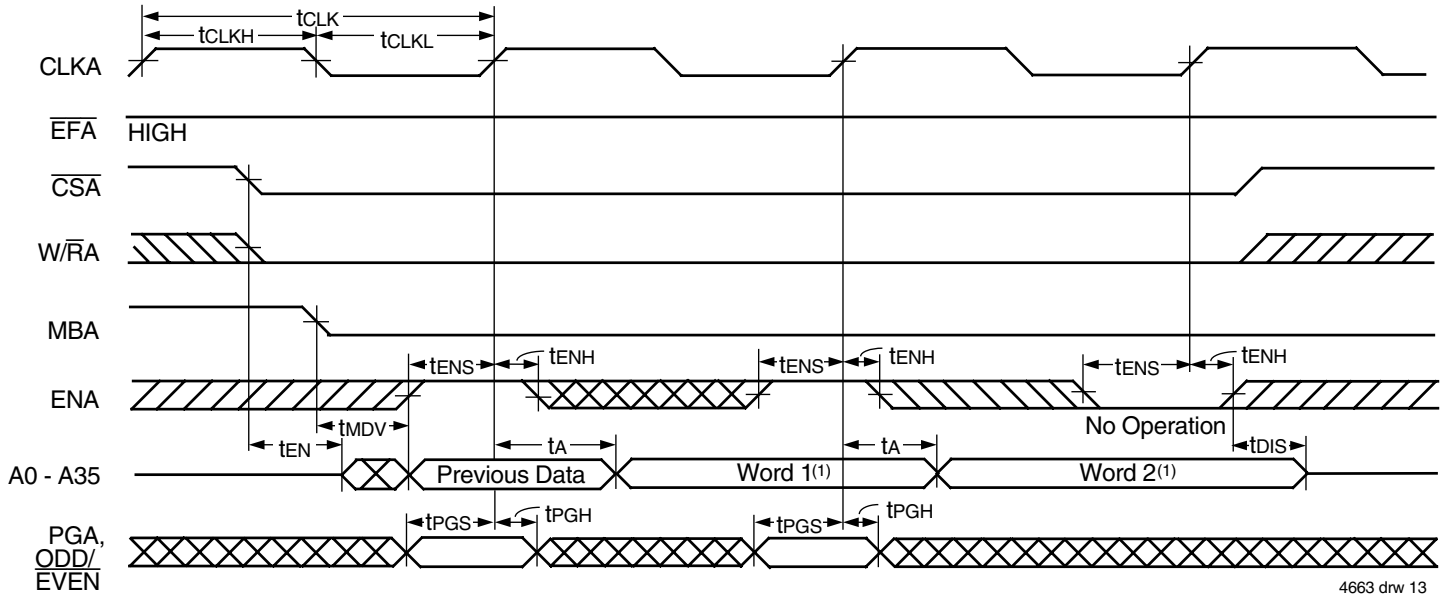 tCLK
tCLKH tCLKL
CLKA
EFA HIGH
CSA
W/RA
MBA
tENS tENH tENS tENH tENS tENH
ENA
No Operation
tMDV
tEN tA tA tDIS
A0 - A35 Previous Data Word 1(1) Word 2(1)
tPGS tPGH tPGS tPGH
PGA,
ODD/
EVEN
4663 drw 13